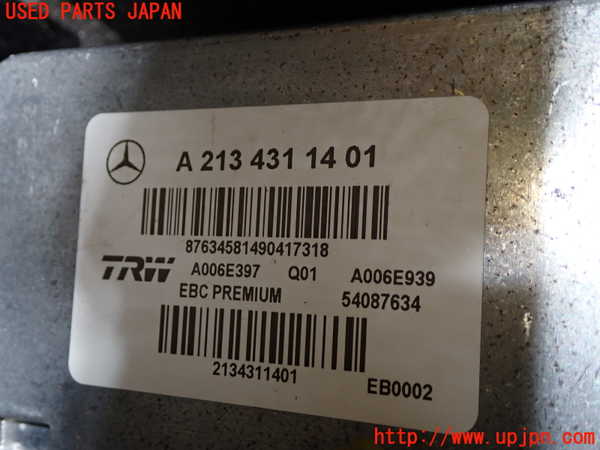 USED PARTS JAPAN
A 213 431 14 01
87634581490417318
TRW A006E397 Q01 A006E939
EBC PREMIUM 54087634
2134311401 EB0002
http://www.upjpn.com/